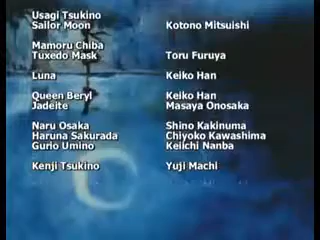 Usagi Tsukino
Sailor Moon Kotono Mitsuishi
Mamoru Chiba
Tuxedo Mask Toru Furuya
Luna Keiko Han
Queen Beryl Keiko Han
Jadeite Masaya Onosaka
Naru Osaka Shino Kakinuma
Haruna Sakurada Chiyoko Kawashima
Gurio Umino Keiichi Nanba
Kenji Tsukino Yuji Machi